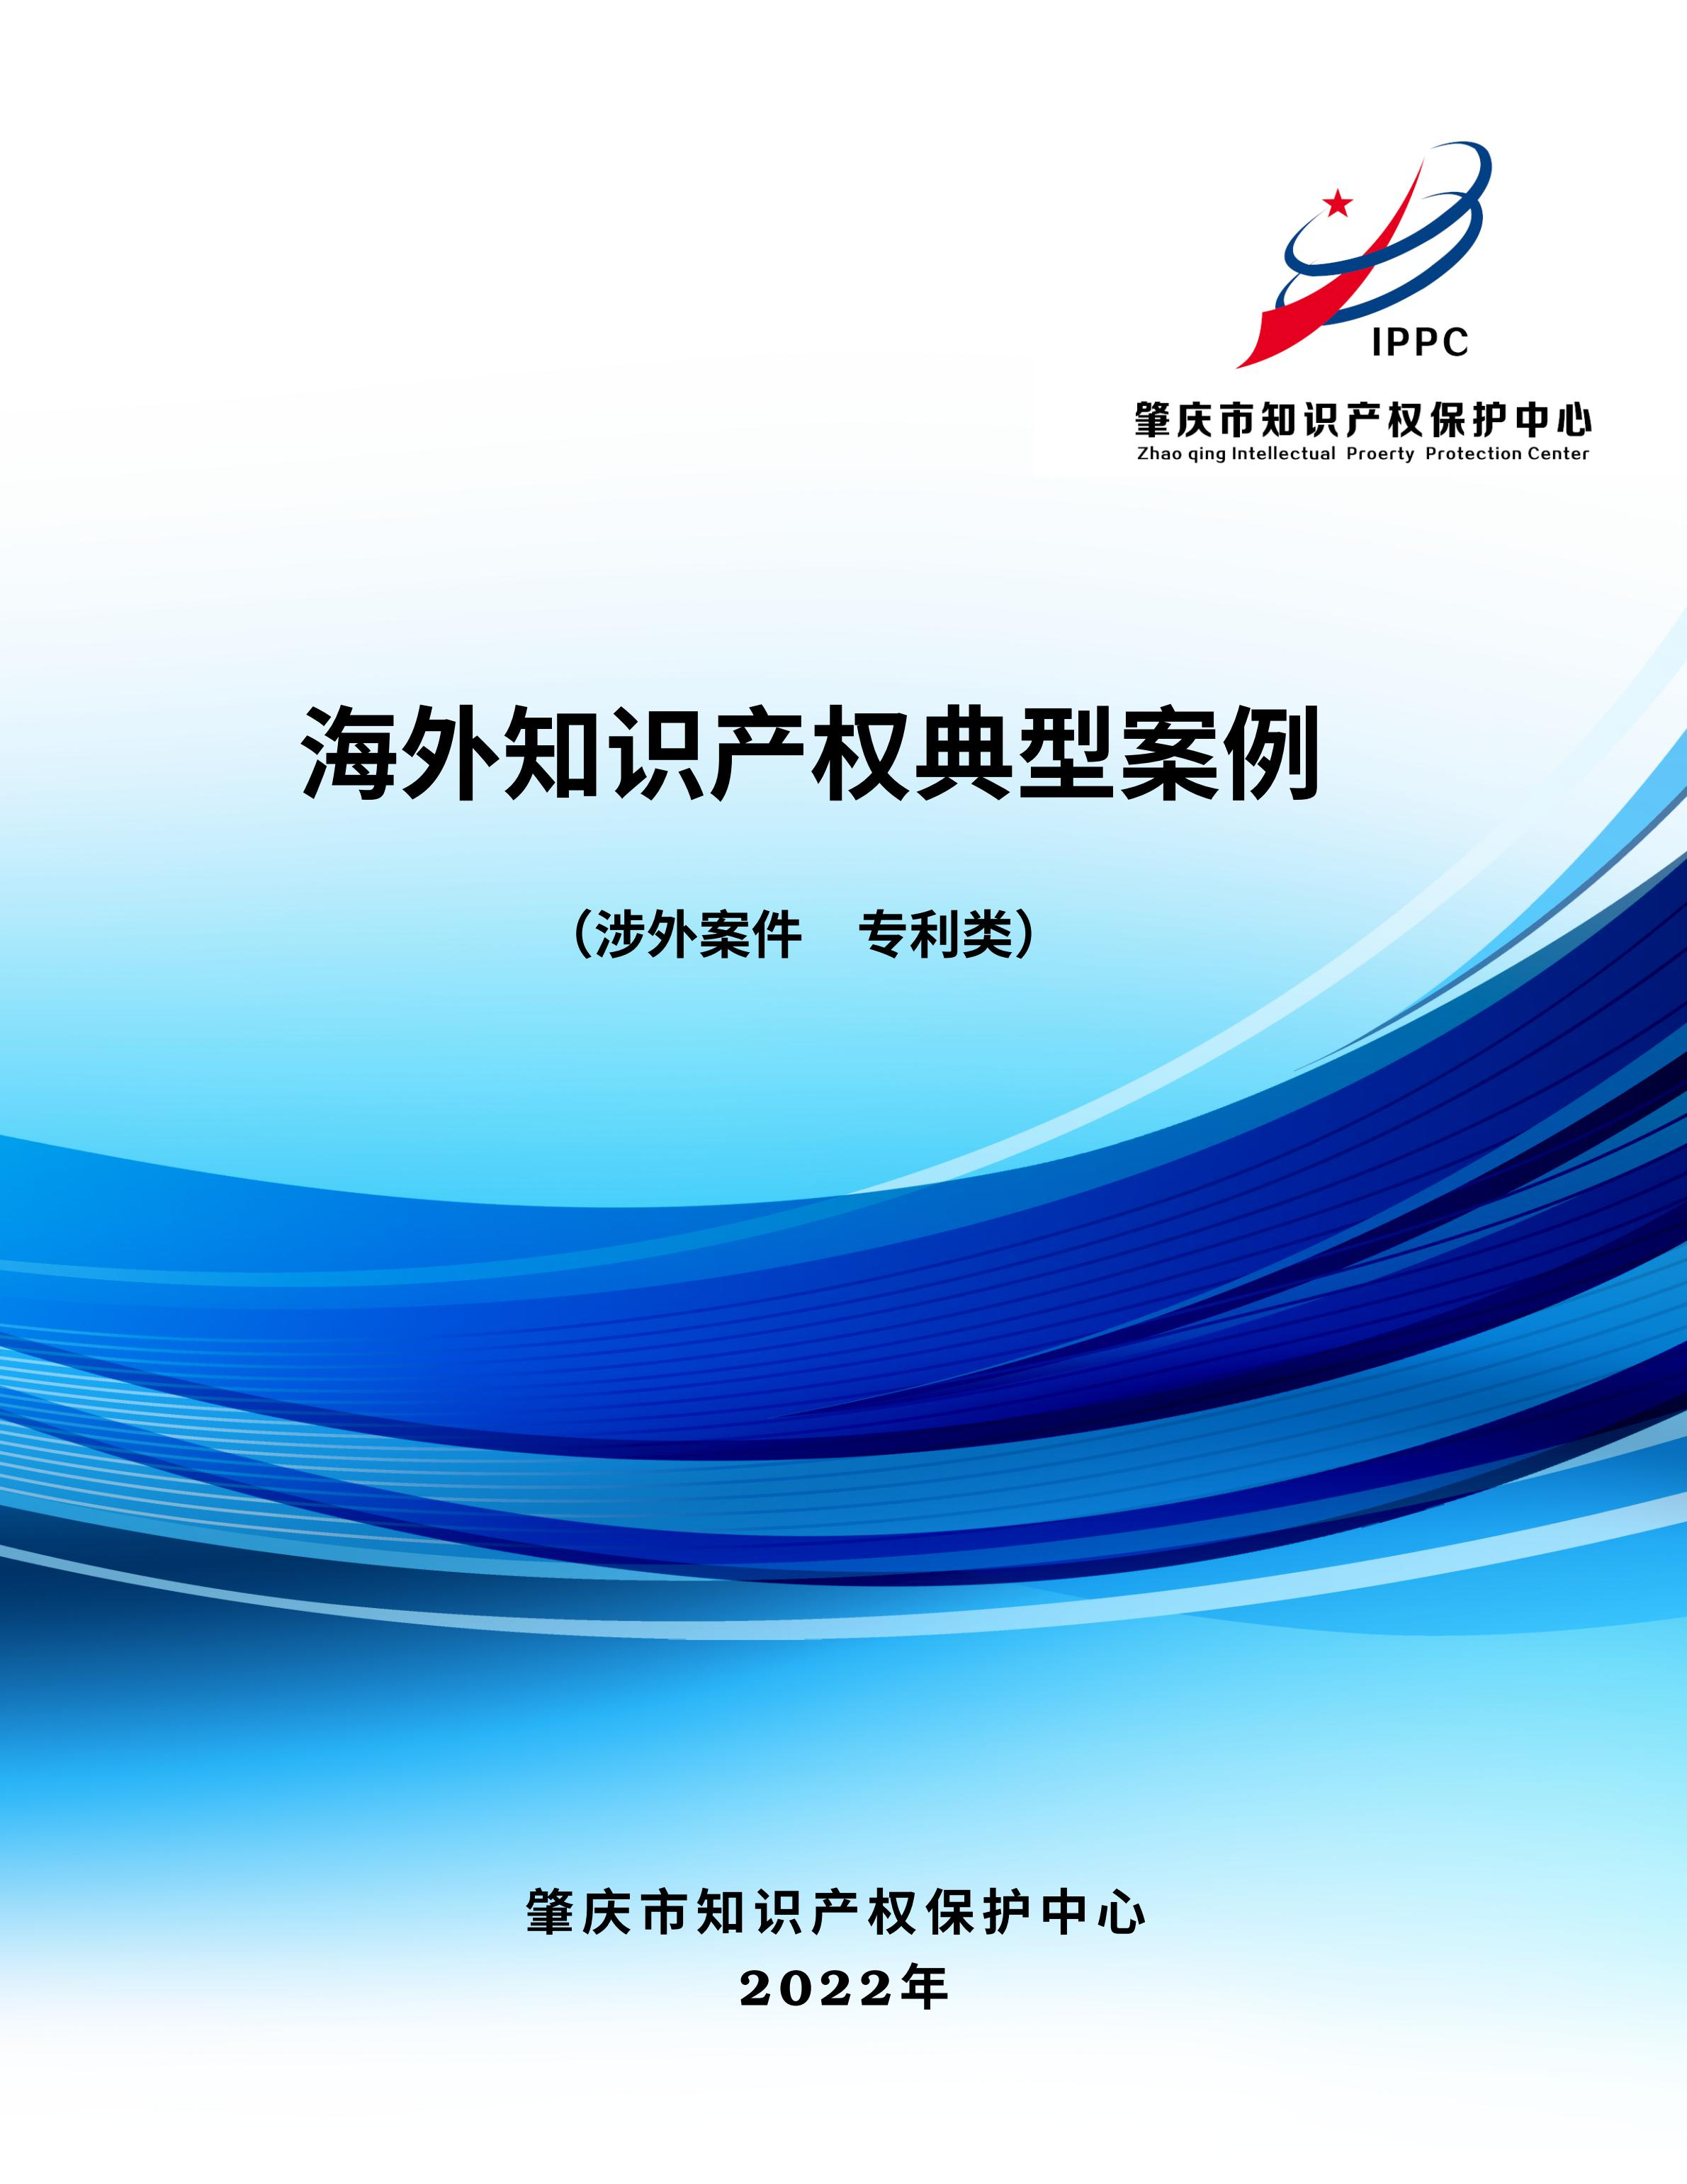 IPPC
肇庆市知识产权保护中心
Zhao qing Intellectual Proerty Protection Center
海外知识产权典型案例
（涉外案件　专利类）
肇庆市知识产权保护中心
2022年